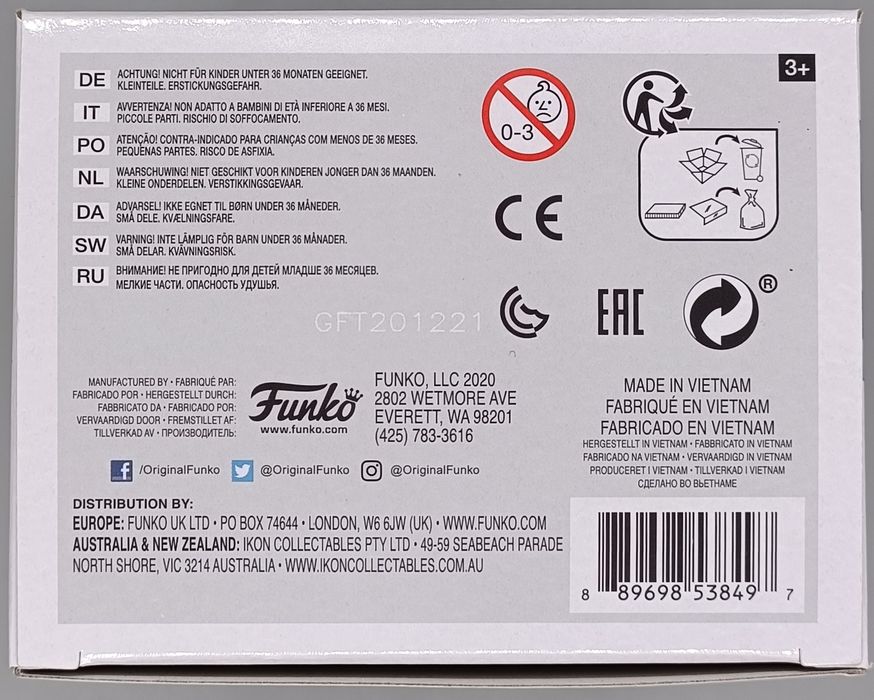 3+
DE ACHTUNG! NICHT FÜR KINDER UNTER 36 MONATEN GEEIGNET.
KLEINTEILE. ERSTICKUNGSGEFAHR.
IT AVVERTENZA! NON ADATTO A BAMBINI DI ETÀ INFERIORE A 36 MESI.
PICCOLE PARTI. RISCHIO DI SOFFOCAMENTO.
PO ATENÇÃO! CONTRA-INDICADO PARA CRIANÇAS COM MENOS DE 36 MESES.
PEQUENAS PARTES. RISCO DE ASFIXIA.
NL WAARSCHUWING! NIET GESCHIKT VOOR KINDEREN JONGER DAN 36 MAANDEN.
KLEINE ONDERDELEN. VERSTIKKINGSGEVAAR.
DA ADVARSEL! IKKE EGNET TIL BØRN UNDER 36 MÅNEDER.
SMÅ DELE. KVÆLNINGSFARE.
SW VARNING! INTE LÄMPLIG FÖR BARN UNDER 36 MÅNADER.
SMÅ DELAR. KVÄVNINGSRISK.
RU ВНИМАНИЕ! НЕ ПРИГОДНО ДЛЯ ДЕТЕЙ МЛАДШЕ 36 МЕСЯЦЕВ.
МЕЛКИЕ ЧАСТИ. ОПАСНОСТЬ УДУШЬЯ.
0-3
CE
GFT201221
EAC
®
MANUFACTURED BY • FABRIQUÉ PAR:
FABRICADO POR • HERGESTELLT DURCH:
FABBRICATO DA • FABRICADO POR:
VERVAARDIGD DOOR • FREMSTILLET AF:
TILLVERKAD AV • ПРОИЗВОДИТЕЛЬ:
Funko
www.funko.com
FUNKO, LLC 2020
2802 WETMORE AVE
EVERETT, WA 98201
(425) 783-3616
MADE IN VIETNAM
FABRIQUÉ EN VIETNAM
FABRICADO EN VIETNAM
HERGESTELLT IN VIETNAM • FABBRICATO IN VIETNAM
FABRICADO NA VIETNAM • VERVAARDIGD IN VIETNAM
PRODUCERET I VIETNAM • TILLVERKAD I VIETNAM
СДЕЛАНО ВО ВЬЕТНАМЕ
/OriginalFunko @OriginalFunko @OriginalFunko
DISTRIBUTION BY:
EUROPE: FUNKO UK LTD • PO BOX 74644 • LONDON, W6 6JW (UK) • WWW.FUNKO.COM
AUSTRALIA & NEW ZEALAND: IKON COLLECTABLES PTY LTD • 49-59 SEABEACH PARADE
NORTH SHORE, VIC 3214 AUSTRALIA • WWW.IKONCOLLECTABLES.COM.AU
8 89698 53849 7